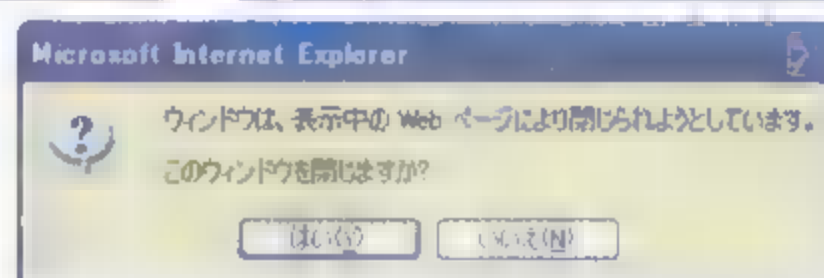 Microsoft Internet Explorer
ウィンドウは、表示中の Web ページにより閉じられようとしています。
このウィンドウを閉じますか?
はい(Y)
いいえ(N)